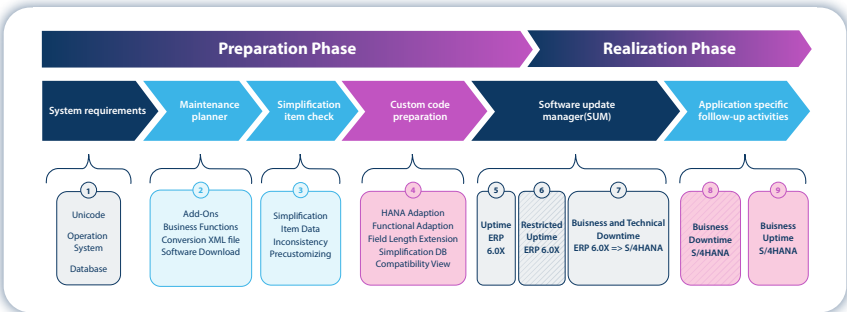 Preparation Phase
Realization Phase
System requirements
Maintenance
planner
Simplification
item check
Custom code
preparation
Software update
manager(SUM)
Application specific
folllow-up activities
1
Unicode
Operation
System
Database
2
Add-Ons
Business Functions
Conversion XML file
Software Download
3
Simplification
Item Data
Inconsistency
Precustomizing
4
HANA Adaption
Functional Adaption
Field Length Extension
Simplification DB
Compatibility View
5
Uptime
ERP
6.0X
6
Restricted
Uptime
ERP 6.0X
7
Buisness and Technical
Downtime
ERP 6.0X => S/4HANA
8
Buisness
Downtime
S/4HANA
9
Buisness
Uptime
S/4HANA